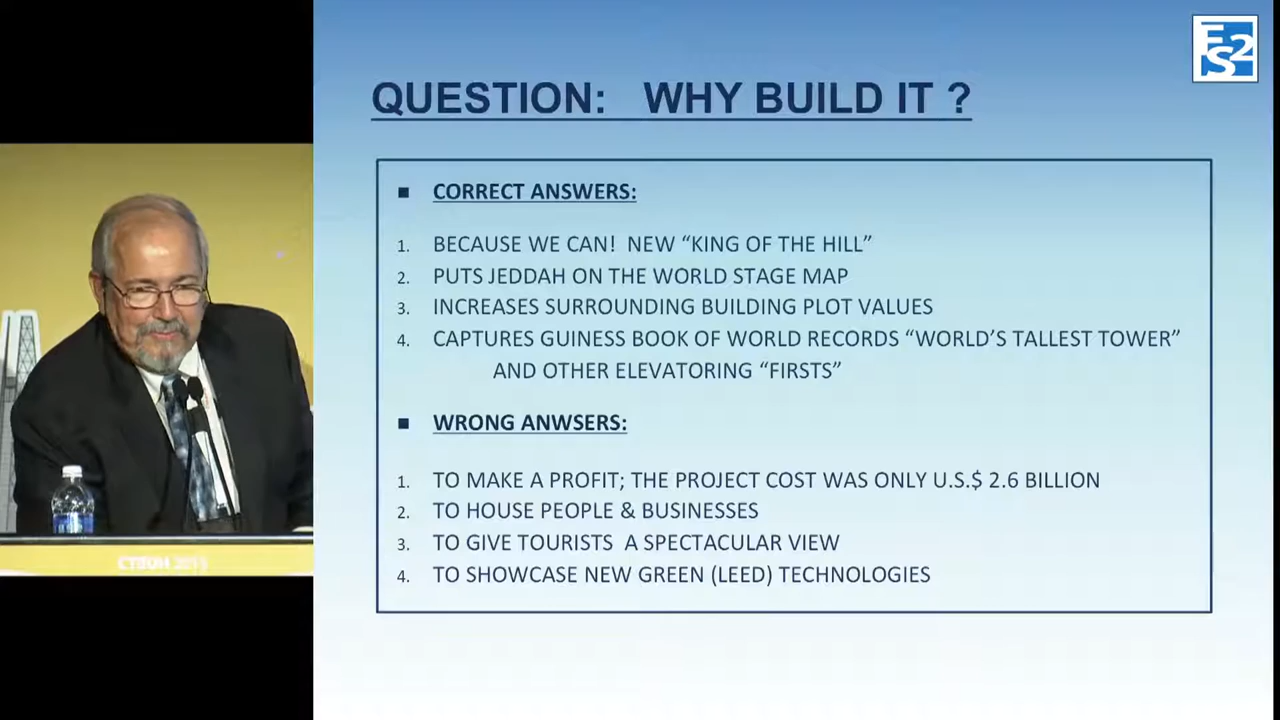 FS2
QUESTION: WHY BUILD IT ?
■ CORRECT ANSWERS:
1. BECAUSE WE CAN! NEW “KING OF THE HILL”
2. PUTS JEDDAH ON THE WORLD STAGE MAP
3. INCREASES SURROUNDING BUILDING PLOT VALUES
4. CAPTURES GUINESS BOOK OF WORLD RECORDS “WORLD’S TALLEST TOWER”
AND OTHER ELEVATORING “FIRSTS”
■ WRONG ANWSERS:
1. TO MAKE A PROFIT; THE PROJECT COST WAS ONLY U.S.$ 2.6 BILLION
2. TO HOUSE PEOPLE & BUSINESSES
3. TO GIVE TOURISTS A SPECTACULAR VIEW
4. TO SHOWCASE NEW GREEN (LEED) TECHNOLOGIES